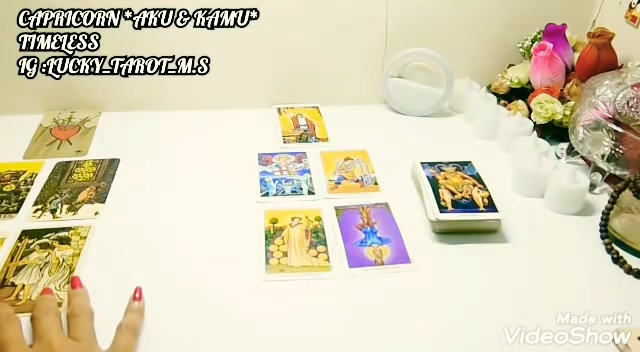 CAPRICORN *AKU & KAMU*
TIMELESS
IG :LUCKY_TAROT_M.S
Made with
VideoShow